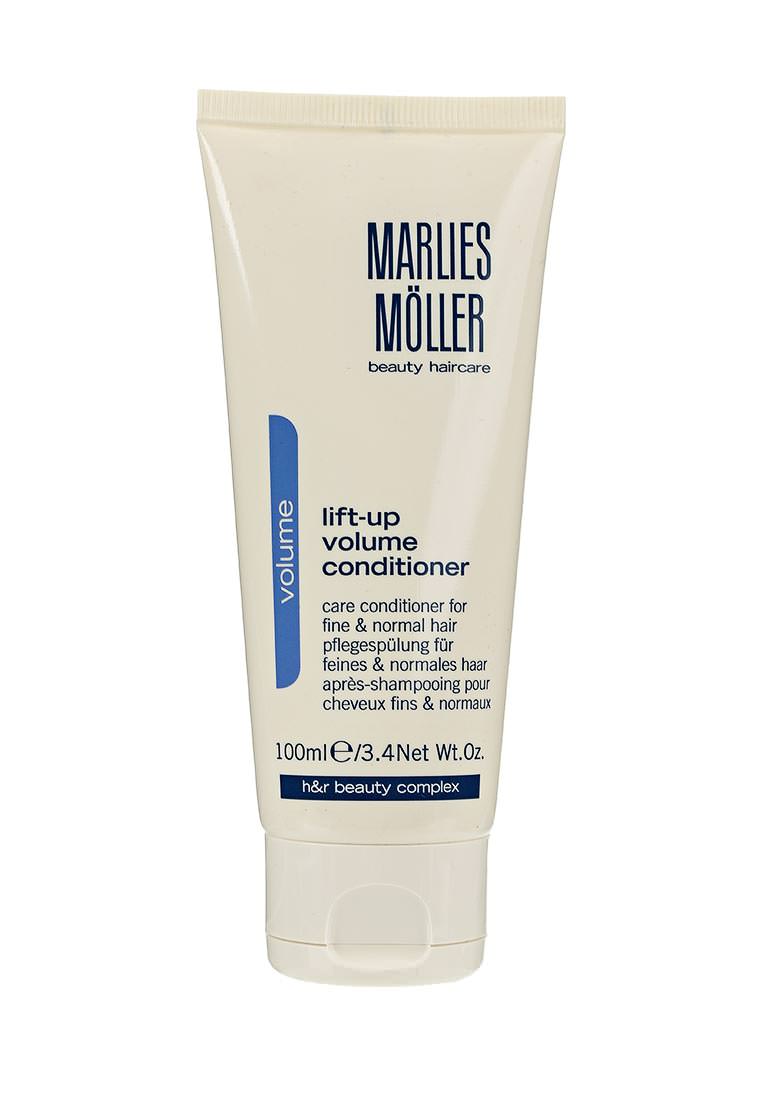 MARLIES
MÖLLER
beauty haircare
volume
lift-up
volume
conditioner
care conditioner for
fine & normal hair
pflegespülung für
feines & normales haar
après-shampooing pour
cheveux fins & normaux
100ml℮/3.4Net Wt.Oz.
h&r beauty complex